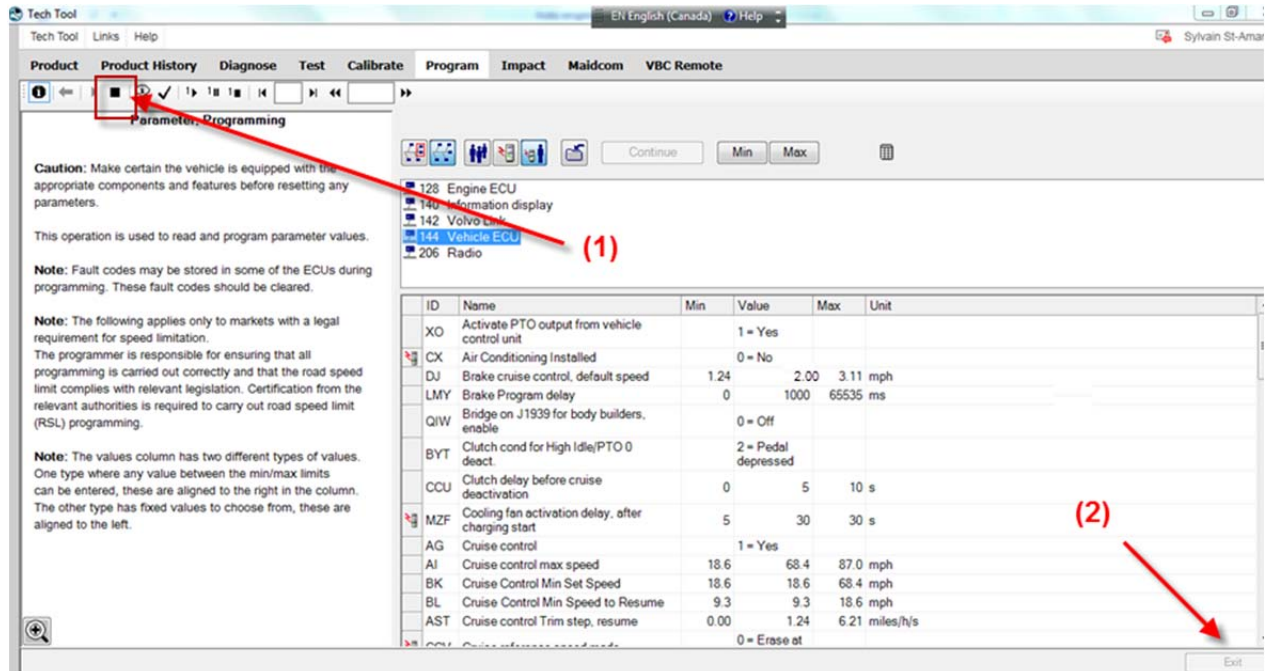 Tech Tool
EN English (Canada) Help
Tech Tool Links Help
Sylvain St-Amar
Product Product History Diagnose Test Calibrate Program Impact Maidcom VBC Remote
Parameter, Programming
Caution: Make certain the vehicle is equipped with the
appropriate components and features before resetting any
parameters.
This operation is used to read and program parameter values.
Note: Fault codes may be stored in some of the ECUs during
programming. These fault codes should be cleared.
Note: The following applies only to markets with a legal
requirement for speed limitation.
The programmer is responsible for ensuring that all
programming is carried out correctly and that the road speed
limit complies with relevant legislation. Certification from the
relevant authorities is required to carry out road speed limit
(RSL) programming.
Note: The values column has two different types of values.
One type where any value between the min/max limits
can be entered, these are aligned to the right in the column.
The other type has fixed values to choose from, these are
aligned to the left.
Continue Min Max
128 Engine ECU
140 Information display
142 Volvo Link
144 Vehicle ECU
206 Radio
(1)
ID Name Min Value Max Unit
XO Activate PTO output from vehicle
control unit 1 = Yes
CX Air Conditioning Installed 0 = No
DJ Brake cruise control, default speed 1.24 2.00 3.11 mph
LMY Brake Program delay 0 1000 65535 ms
QIW Bridge on J1939 for body builders,
enable 0 = Off
BYT Clutch cond for High Idle/PTO 0
deact. 2 = Pedal
depressed
CCU Clutch delay before cruise
deactivation 0 5 10 s
MZF Cooling fan activation delay, after
charging start 5 30 30 s
AG Cruise control 1 = Yes
AI Cruise control max speed 18.6 68.4 87.0 mph
BK Cruise Control Min Set Speed 18.6 18.6 68.4 mph
BL Cruise Control Min Speed to Resume 9.3 9.3 18.6 mph
AST Cruise control Trim step, resume 0.00 1.24 6.21 miles/h/s
0 = Erase at
(2)
Exit